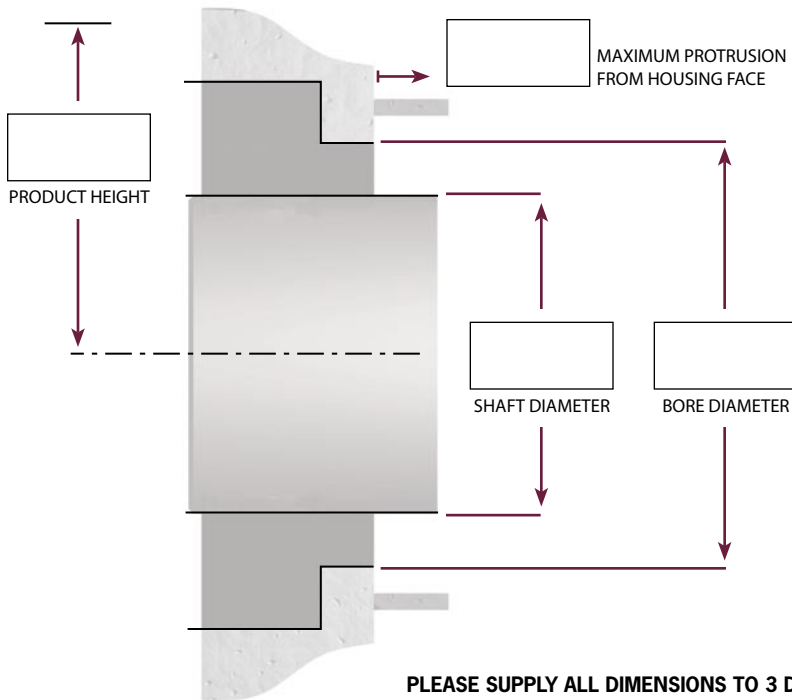 MAXIMUM PROTRUSION
FROM HOUSING FACE
PRODUCT HEIGHT
SHAFT DIAMETER
BORE DIAMETER
PLEASE SUPPLY ALL DIMENSIONS TO 3 D